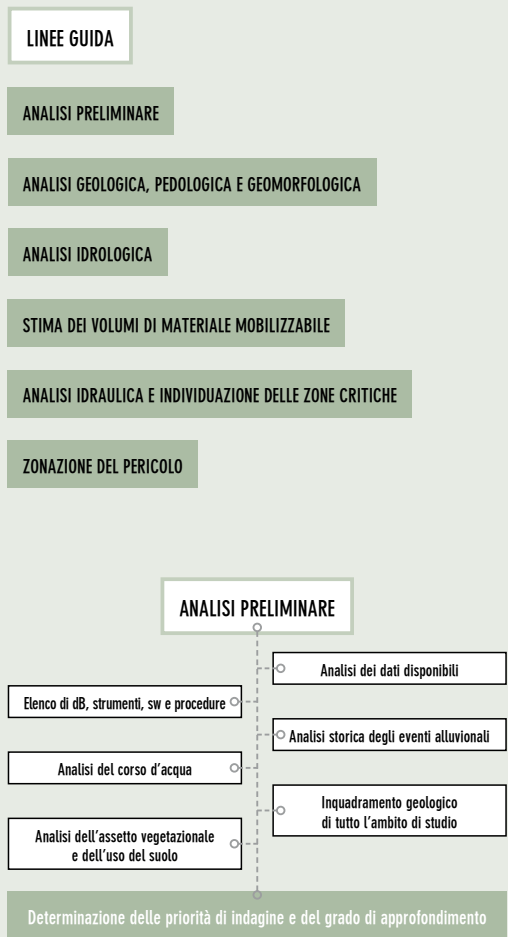 LINEE GUIDA
ANALISI PRELIMINARE
ANALISI GEOLOGICA, PEDOLOGICA E GEOMORFOLOGICA
ANALISI IDROLOGICA
STIMA DEI VOLUMI DI MATERIALE MOBILIZZABILE
ANALISI IDRAULICA E INDIVIDUAZIONE DELLE ZONE CRITICHE
ZONAZIONE DEL PERICOLO
ANALISI PRELIMINARE
Analisi dei dati disponibili
Elenco di dB, strumenti, sw e procedure
Analisi storica degli eventi alluvionali
Analisi del corso d'acqua
Inquadramento geologico
di tutto l'ambito di studio
Analisi dell'assetto vegetazionale
e dell'uso del suolo
Determinazione delle priorità di indagine e del grado di approfondimento